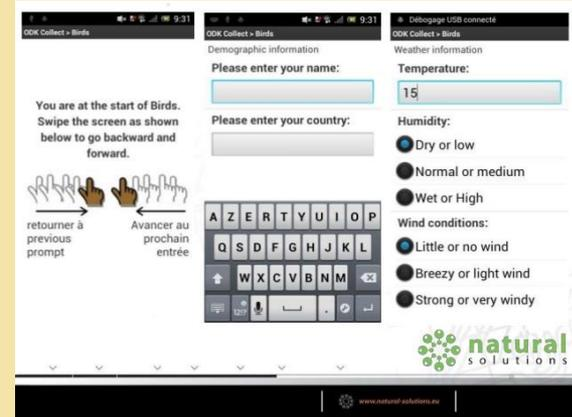 9:31
ODK Collect > Birds
You are at the start of Birds.
Swipe the screen as shown
below to go backward and
forward.
retourner à
previous
prompt
Avancer au
prochain
entrée
9:31
ODK Collect > Birds
Demographic information
Please enter your name:
Please enter your country:
A Z E R T Y U I O P
Q S D F G H J K L
W X C V B N M
12!?
.
Débogage USB connecté
ODK Collect > Birds
Weather information
Temperature:
15
Humidity:
Dry or low
Normal or medium
Wet or High
Wind conditions:
Little or no wind
Breezy or light wind
Strong or very windy
natural
solutions
www.natural-solutions.eu